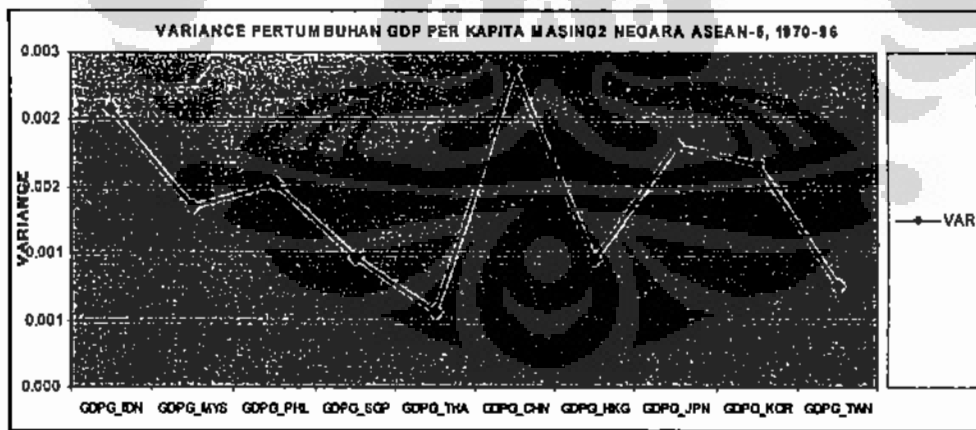 VARIANCE PERTUMBUHAN GDP PER KAPITA MASING2 NEGARA ASEAN-5, 1970-96
0.003
0.002
0.002
0.001
0.001
0.000
VARIANCE
VAR
GDPG_IDN GDPG_MYS GDPG_PHL GDPG_SGP GDPG_THA GDPG_CHN GDPG_HKG GDPG_JPN GDPG_KOR GDPG_TWN